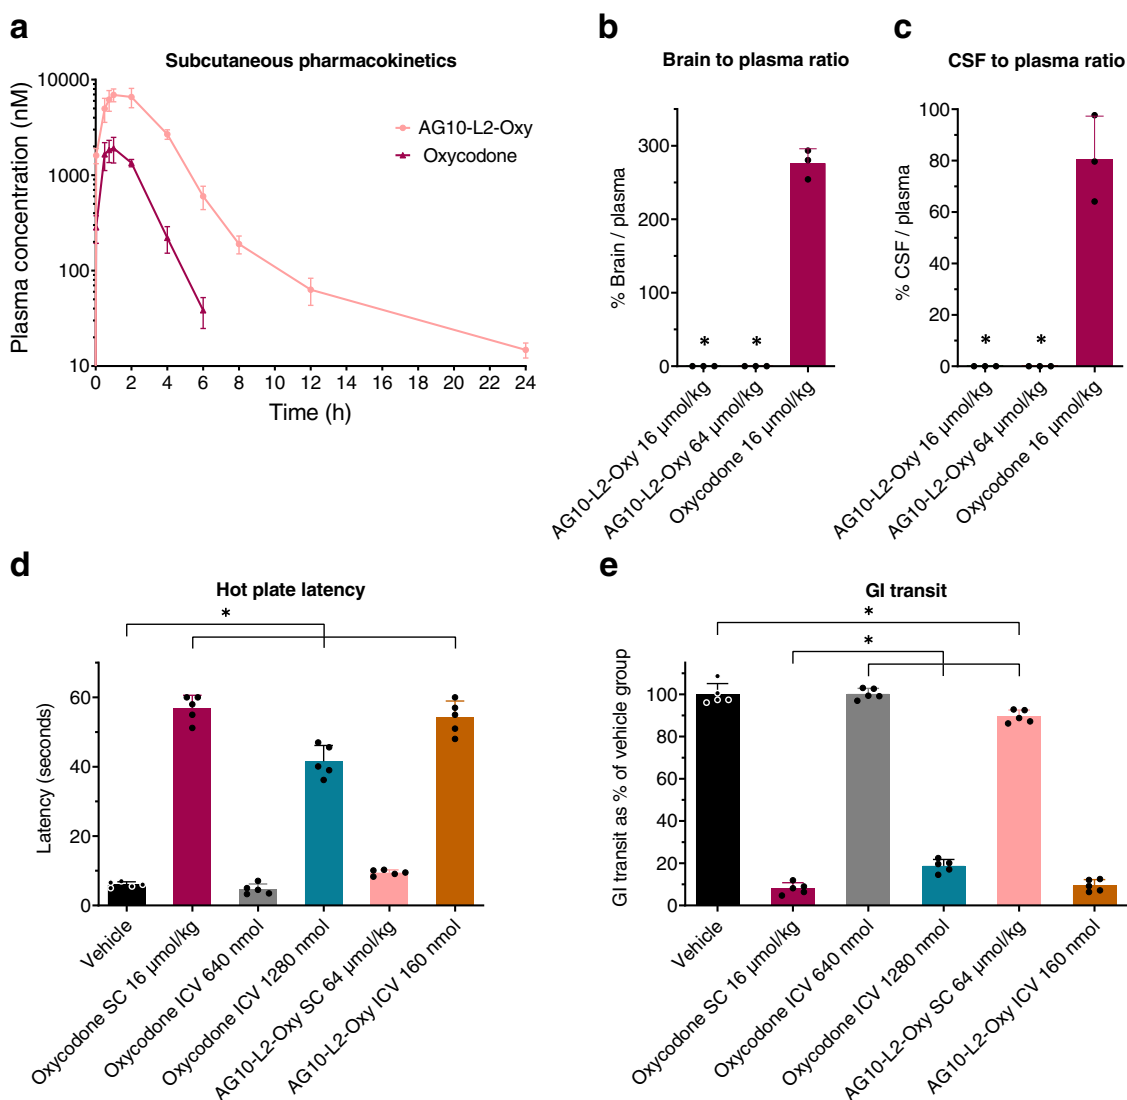 a
Subcutaneous pharmacokinetics
Plasma concentration (nM)
10000
1000
100
10
0 2 4 6 8 10 12 14 16 18 20 22 24
Time (h)
AG10-L2-Oxy
Oxycodone
b
Brain to plasma ratio
% Brain / plasma
300
200
100
0
* *
AG10-L2-Oxy 16 µmol/kg
AG10-L2-Oxy 64 µmol/kg
Oxycodone 16 µmol/kg
c
CSF to plasma ratio
% CSF / plasma
100
80
60
40
20
0
* *
AG10-L2-Oxy 16 µmol/kg
AG10-L2-Oxy 64 µmol/kg
Oxycodone 16 µmol/kg
d
Hot plate latency
*
Latency (seconds)
60
40
20
0
Vehicle
Oxycodone SC 16 µmol/kg
Oxycodone ICV 640 nmol
Oxycodone ICV 1280 nmol
AG10-L2-Oxy SC 64 µmol/kg
AG10-L2-Oxy ICV 160 nmol
e
GI transit
*
*
GI transit as % of vehicle group
100
80
60
40
20
0
Vehicle
Oxycodone SC 16 µmol/kg
Oxycodone ICV 640 nmol
Oxycodone ICV 1280 nmol
AG10-L2-Oxy SC 64 µmol/kg
AG10-L2-Oxy ICV 160 nmol